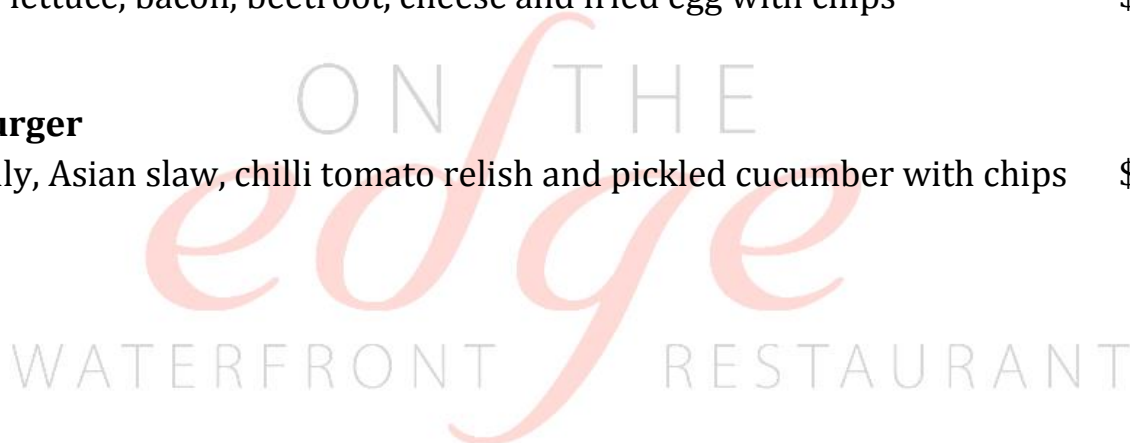 lettuce, bacon, beetroot, cheese and fried egg with chips $
ON THE
urger
ly, Asian slaw, chilli tomato relish and pickled cucumber with chips $
edge
WATERFRONT RESTAURANT